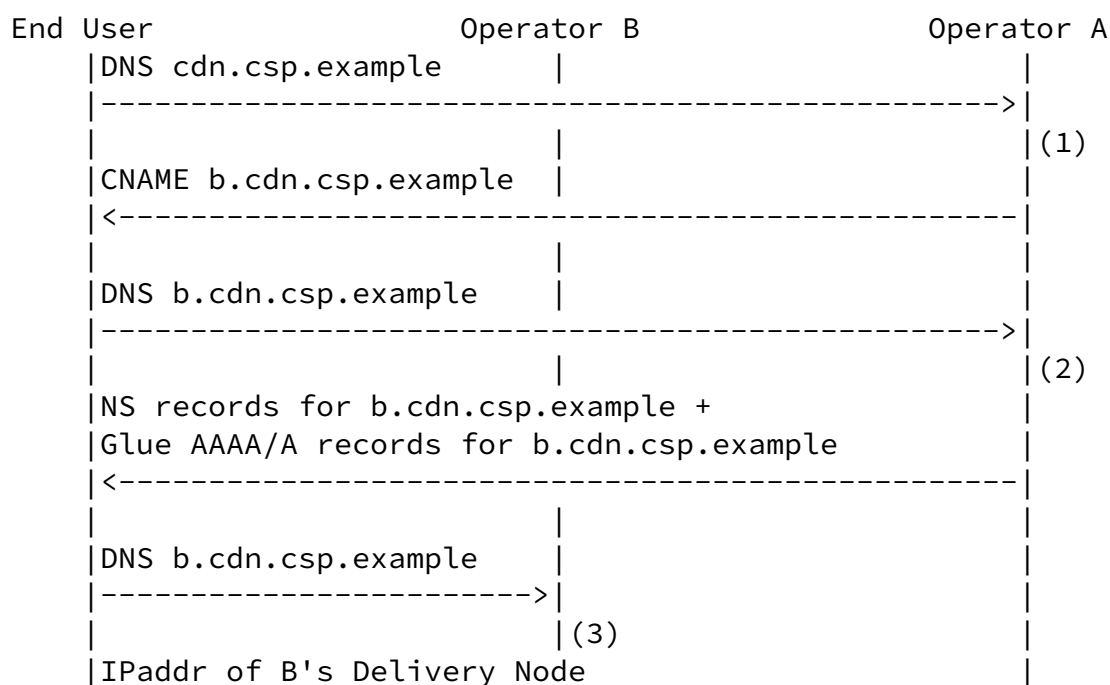 End User                 Operator B                Operator A
    |DNS cdn.csp.example      |                         |
    |-------------------------------------------------->|
    |                         |                         |(1)
    |CNAME b.cdn.csp.example  |                         |
    |<--------------------------------------------------|
    |                         |                         |
    |DNS b.cdn.csp.example    |                         |
    |-------------------------------------------------->|
    |                         |                         |(2)
    |NS records for b.cdn.csp.example +                 |
    |Glue AAAA/A records for b.cdn.csp.example          |
    |<--------------------------------------------------|
    |                         |                         |
    |DNS b.cdn.csp.example    |                         |
    |------------------------>|                         |
    |                         |(3)                      |
    |IPaddr of B's Delivery Node                        |